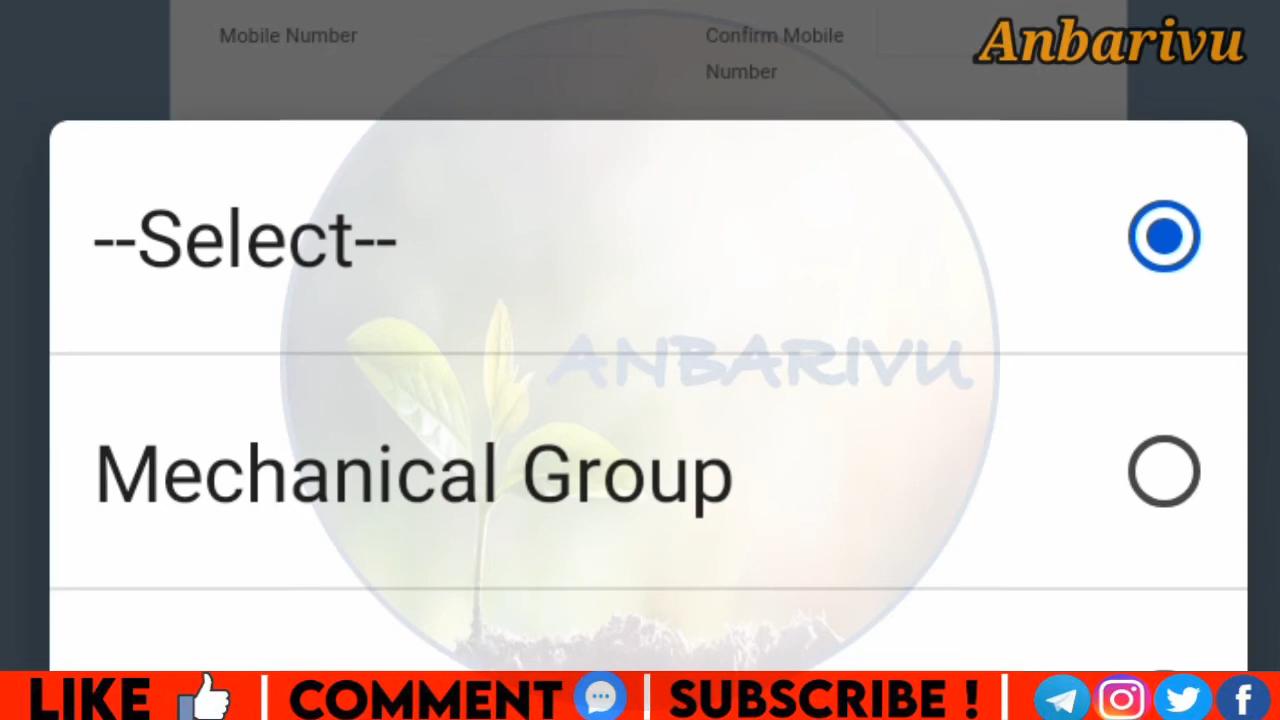 Mobile Number
Confirm Mobile
Number
Anbarivu
--Select--
ANBARIVU
Mechanical Group
LIKE COMMENT SUBSCRIBE !